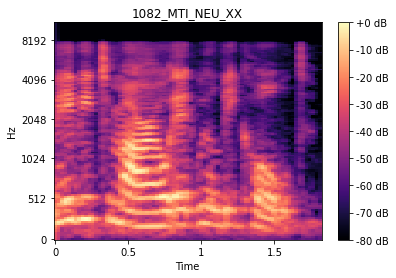 1082_MTI_NEU_XX
+0 dB
8192
-10 dB
4096
-20 dB
-30 dB
2048
Hz
-40 dB
1024
-50 dB
512
-60 dB
-70 dB
0
-80 dB
0 0.5 1 1.5
Time